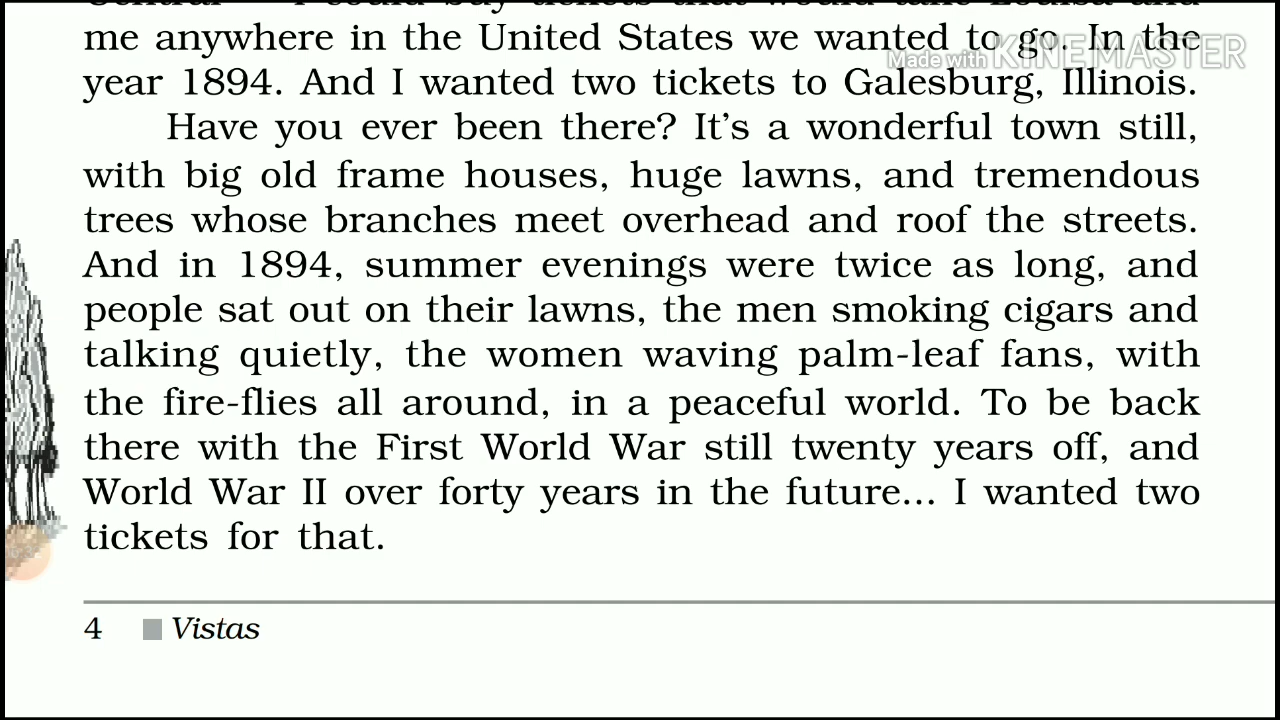 me anywhere in the United States we wanted to go. In the
Made with KINEMASTER
year 1894. And I wanted two tickets to Galesburg, Illinois.
Have you ever been there? It's a wonderful town still,
with big old frame houses, huge lawns, and tremendous
trees whose branches meet overhead and roof the streets.
And in 1894, summer evenings were twice as long, and
people sat out on their lawns, the men smoking cigars and
talking quietly, the women waving palm-leaf fans, with
the fire-flies all around, in a peaceful world. To be back
there with the First World War still twenty years off, and
World War II over forty years in the future... I wanted two
tickets for that.
4 Vistas